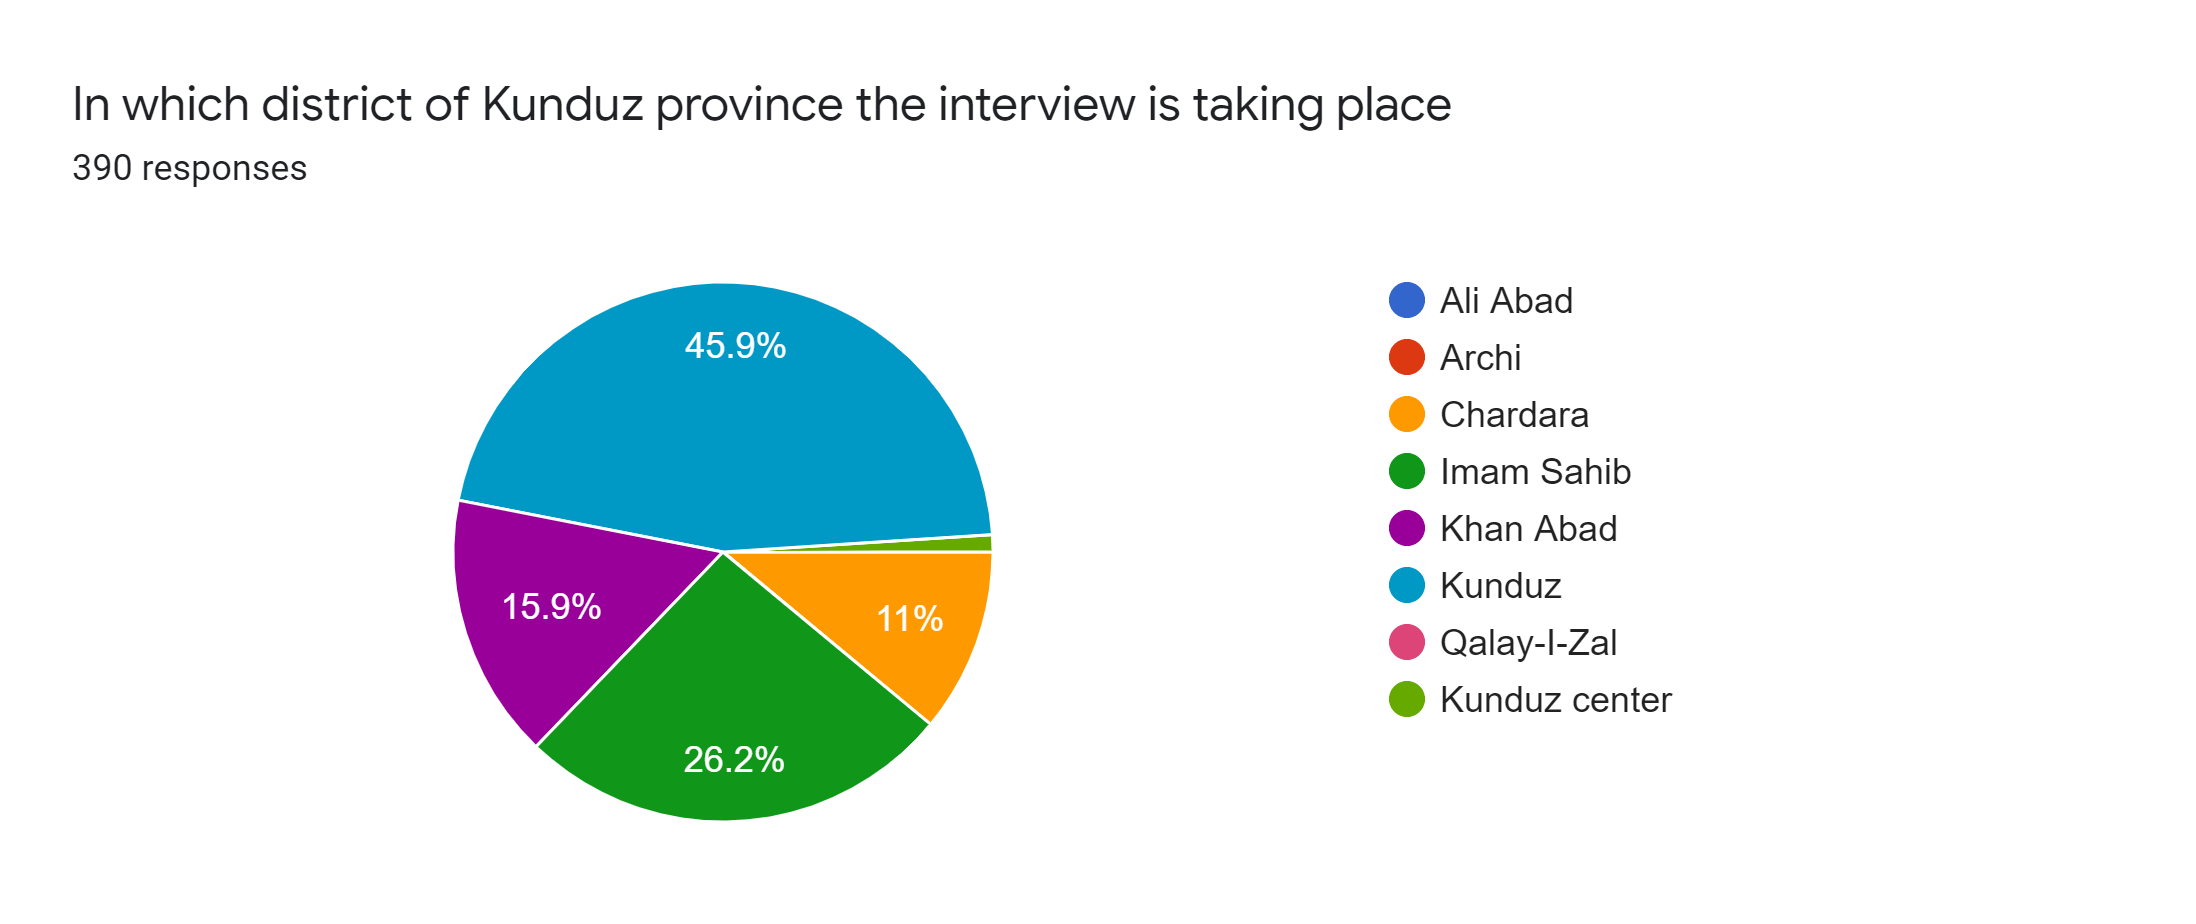 In which district of Kunduz province the interview is taking place
390 responses
45.9%
15.9%
11%
26.2%
Ali Abad
Archi
Chardara
Imam Sahib
Khan Abad
Kunduz
Qalay-I-Zal
Kunduz center